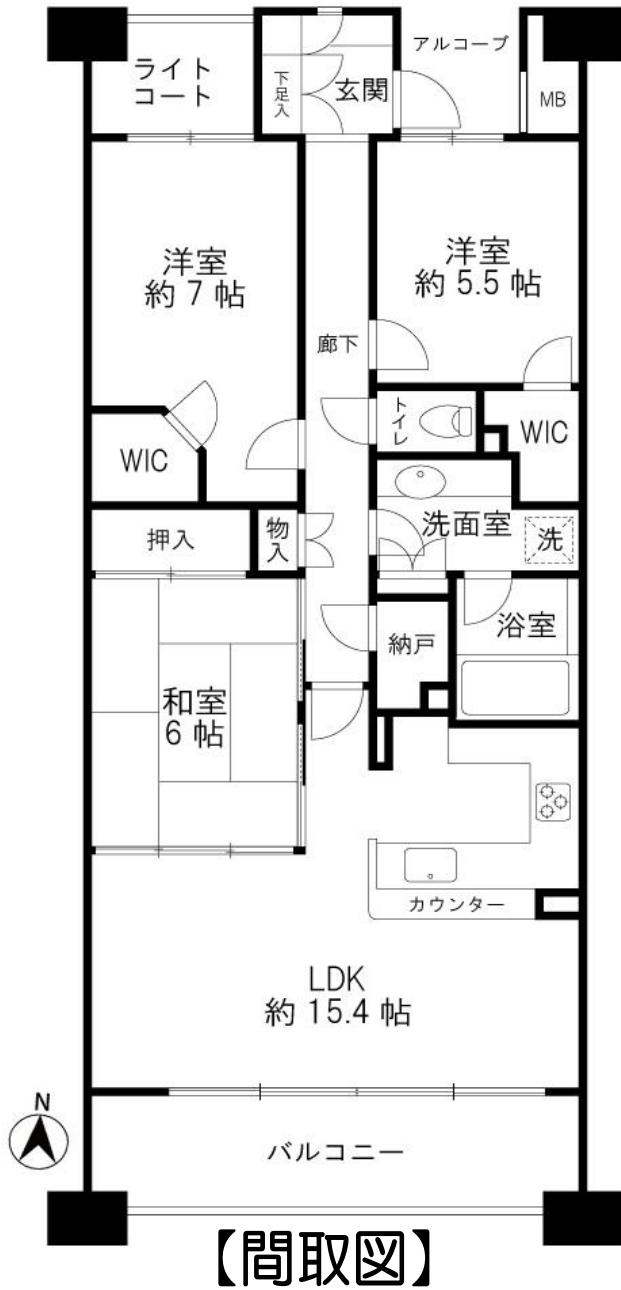 ライト
コート
下足入
玄関
アルコーブ
MB
洋室
約 7 帖
洋室
約 5.5 帖
廊下
トイレ
WIC
WIC
押入
物入
洗面室
洗
浴室
納戸
和室
6 帖
カウンター
LDK
約 15.4 帖
N
バルコニー
【間取図】